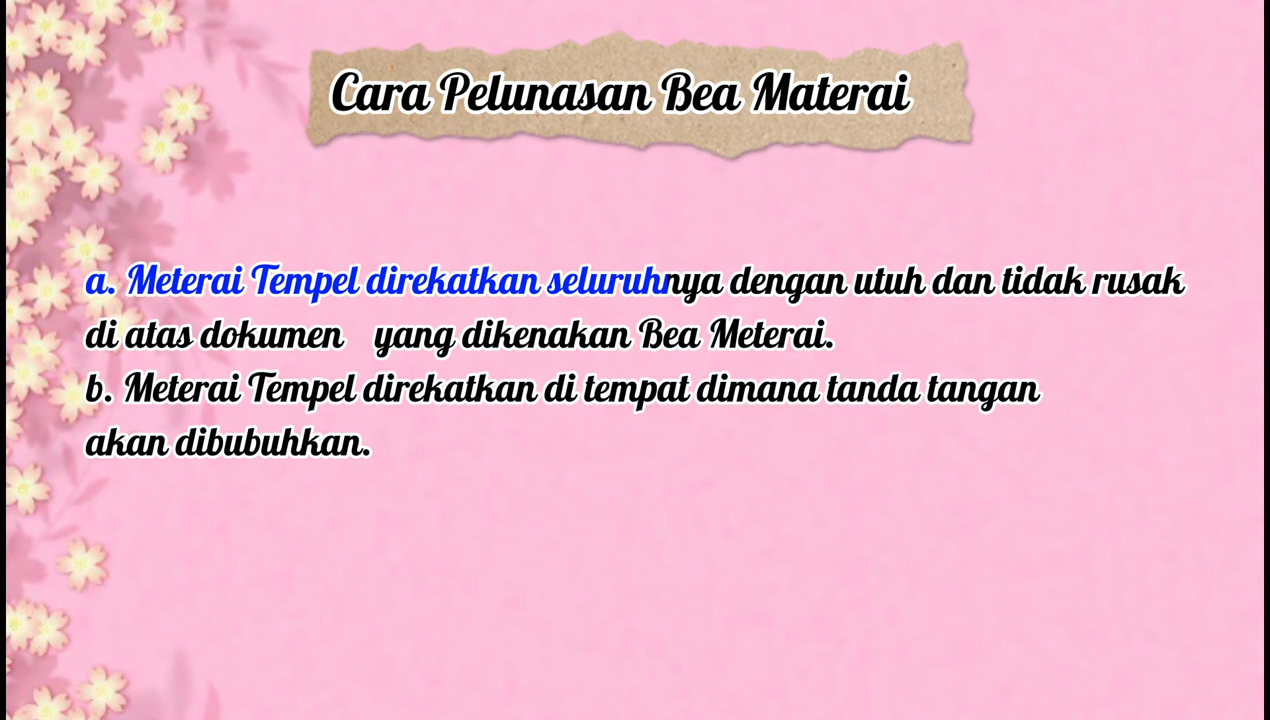 Cara Pelunasan Bea Materai
a. Meterai Tempel direkatkan seluruhnya dengan utuh dan tidak rusak
di atas dokumen yang dikenakan Bea Meterai.
b. Meterai Tempel direkatkan di tempat dimana tanda tangan
akan dibubuhkan.